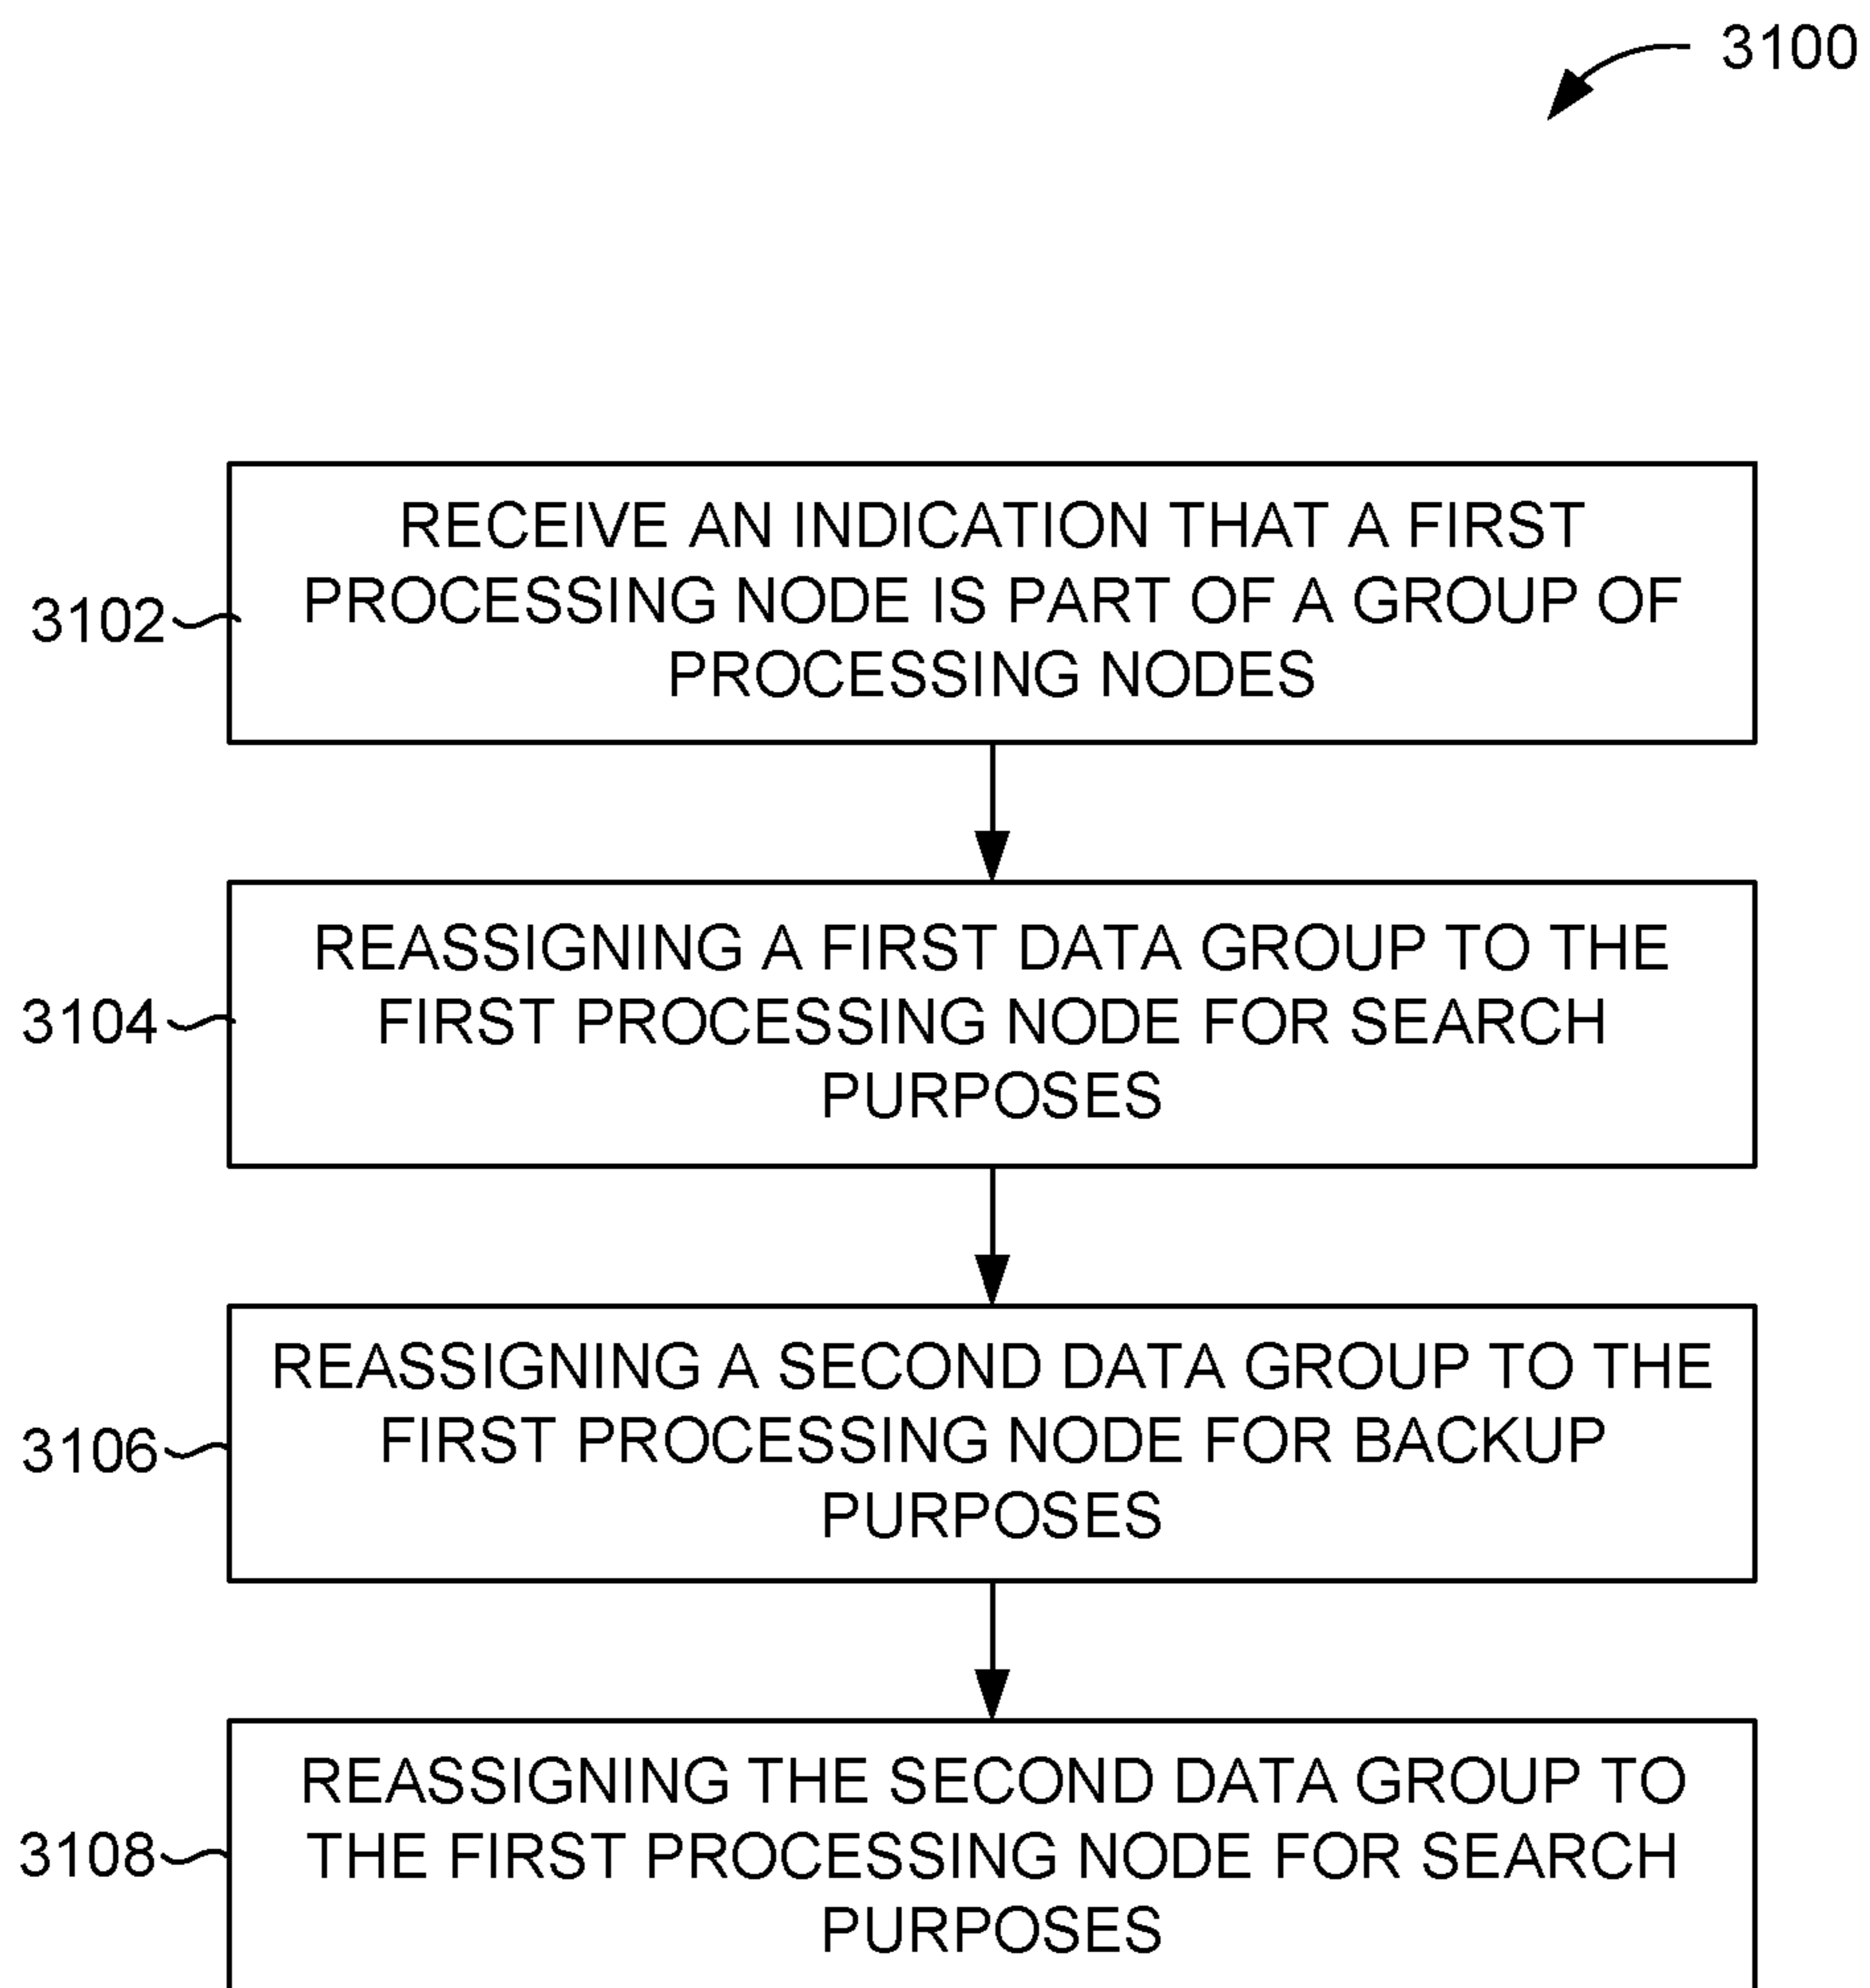 3100
RECEIVE AN INDICATION THAT A FIRST
PROCESSING NODE IS PART OF A GROUP OF
PROCESSING NODES
3102
REASSIGNING A FIRST DATA GROUP TO THE
FIRST PROCESSING NODE FOR SEARCH
PURPOSES
3104
REASSIGNING A SECOND DATA GROUP TO THE
FIRST PROCESSING NODE FOR BACKUP
PURPOSES
3106
REASSIGNING THE SECOND DATA GROUP TO
THE FIRST PROCESSING NODE FOR SEARCH
PURPOSES
3108